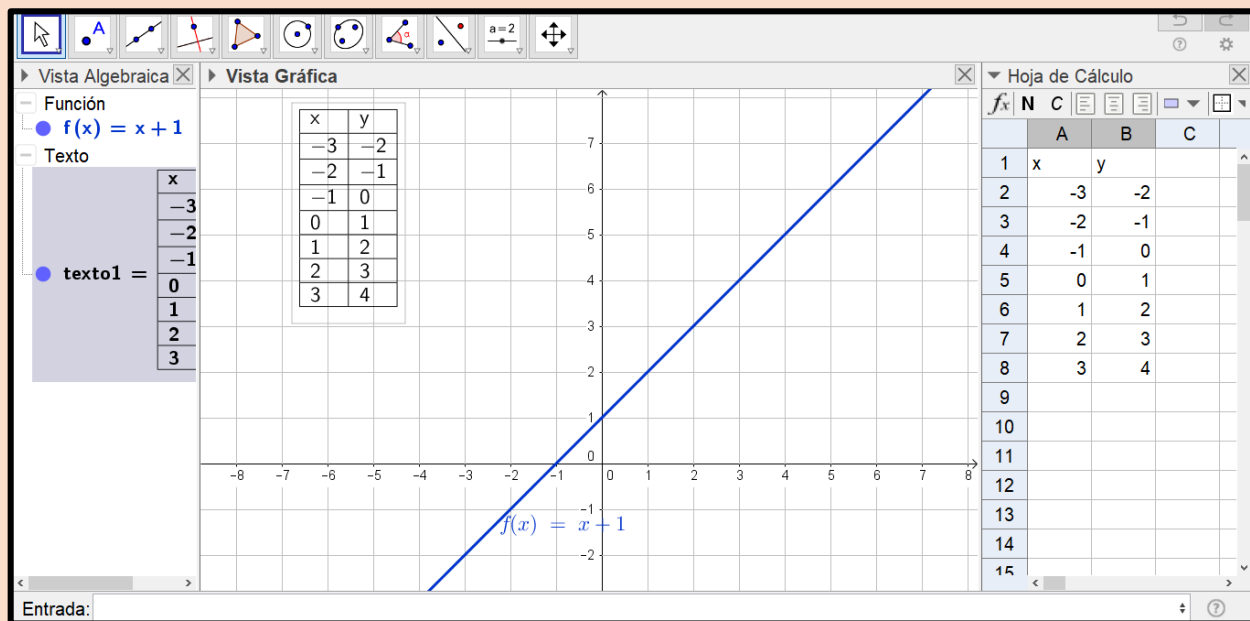 A
α
a=2
Vista Algebraica
Función
f(x) = x + 1
Texto
texto1 =
x
−3
−2
−1
0
1
2
3
Vista Gráfica
x y
−3 −2
−2 −1
−1 0
0 1
1 2
2 3
3 4
7
6
5
4
3
2
1
0
-8 -7 -6 -5 -4 -3 -2 -1 0 1 2 3 4 5 6 7 8
-1
f(x) = x + 1
-2
Hoja de Cálculo
fx N C
A B C
1 x y
2 -3 -2
3 -2 -1
4 -1 0
5 0 1
6 1 2
7 2 3
8 3 4
9
10
11
12
13
14
15
Entrada: